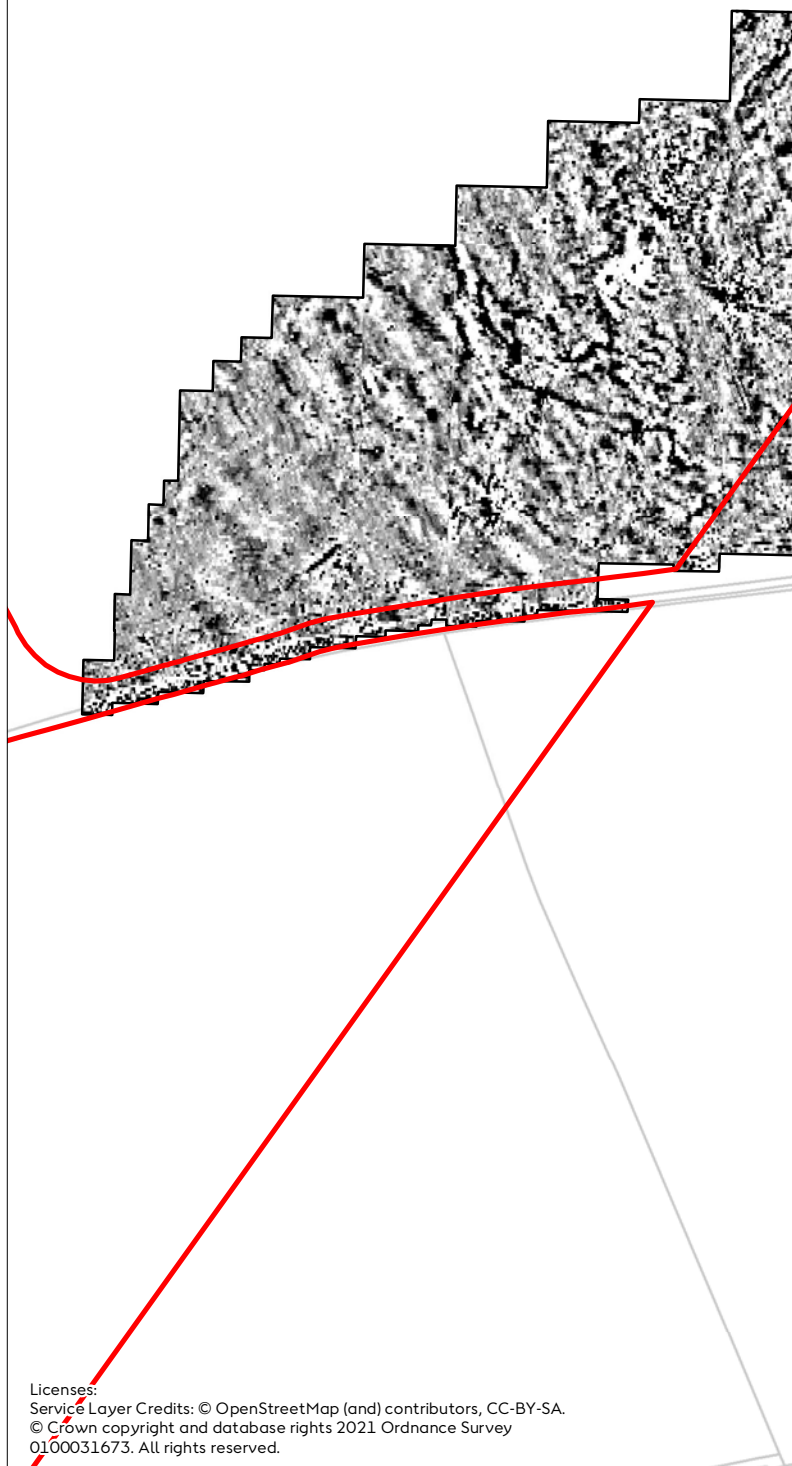 Licenses:
Service Layer Credits: © OpenStreetMap (and) contributors, CC-BY-SA.
© Crown copyright and database rights 2021 Ordnance Survey
0100031673. All rights reserved.